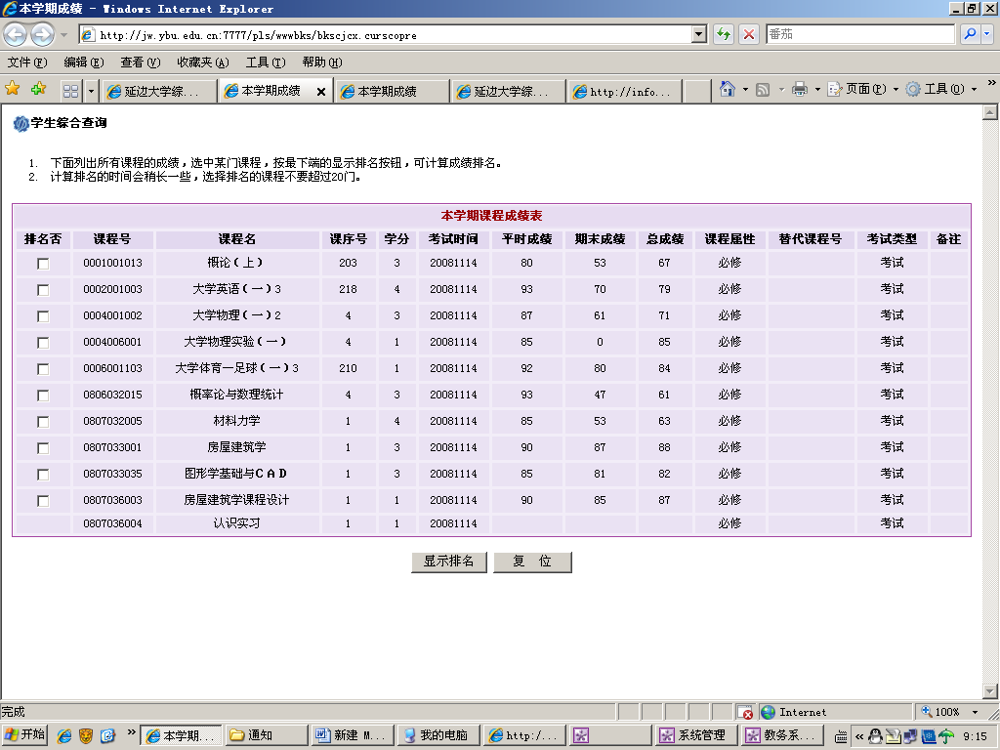 本学期成绩 - Windows Internet Explorer
http://jw.ybu.edu.cn:7777/pls/wwwbks/bkscjcx.curscopre
番茄
文件(F) 编辑(E) 查看(V) 收藏夹(A) 工具(T) 帮助(H)
延边大学综... 本学期成绩 本学期成绩 延边大学综... http://info... 页面(P) 工具(O) »
学生综合查询
1. 下面列出所有课程的成绩，选中某门课程，按最下端的显示排名按钮，可计算成绩排名。
2. 计算排名的时间会稍长一些，选择排名的课程不要超过20门。
本学期课程成绩表
排名否 课程号 课程名 课序号 学分 考试时间 平时成绩 期末成绩 总成绩 课程属性 替代课程号 考试类型 备注
0001001013 概论（上） 203 3 20081114 80 53 67 必修 考试
0002001003 大学英语（一）3 218 4 20081114 93 70 79 必修 考试
0004001002 大学物理（一）2 4 3 20081114 87 61 71 必修 考试
0004006001 大学物理实验（一） 4 1 20081114 85 0 85 必修 考试
0006001103 大学体育—足球（一）3 210 1 20081114 92 80 84 必修 考试
0806032015 概率论与数理统计 4 3 20081114 93 47 61 必修 考试
0807032005 材料力学 1 4 20081114 85 53 63 必修 考试
0807033001 房屋建筑学 1 3 20081114 90 87 88 必修 考试
0807033035 图形学基础与ＣＡＤ 1 3 20081114 85 81 82 必修 考试
0807036003 房屋建筑学课程设计 1 1 20081114 90 85 87 必修 考试
0807036004 认识实习 1 1 20081114 必修 考试
显示排名 复 位
完成 Internet 100%
开始 » 本学期... 通知 新建 M... 我的电脑 http:/... 系统管理 教务系... « 9:15